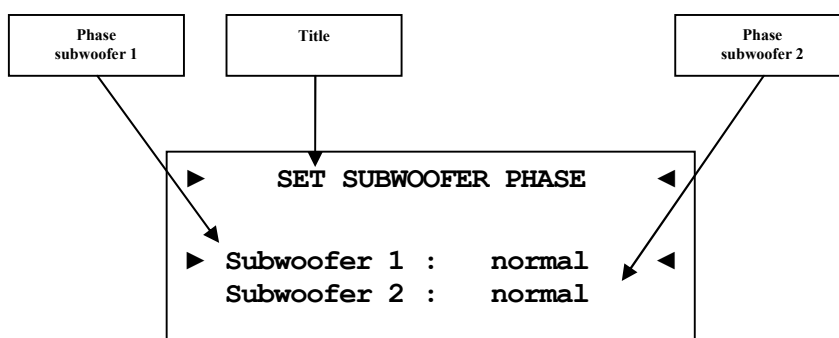 Phase
subwoofer 1
Title
Phase
subwoofer 2
► SET SUBWOOFER PHASE ◄
► Subwoofer 1 : normal ◄
Subwoofer 2 : normal